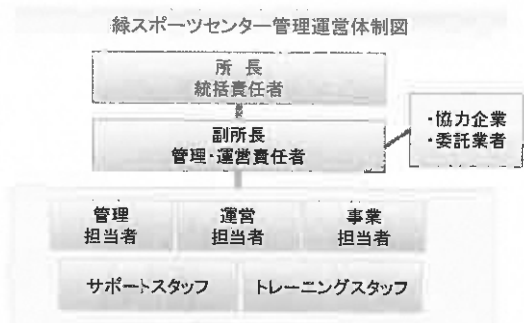 緑スポーツセンター管理運営体制図
所 長
統括責任者
副所長
管理・運営責任者
・協力企業
・委託業者
管理
担当者
運営
担当者
事業
担当者
サポートスタッフ
トレーニングスタッフ